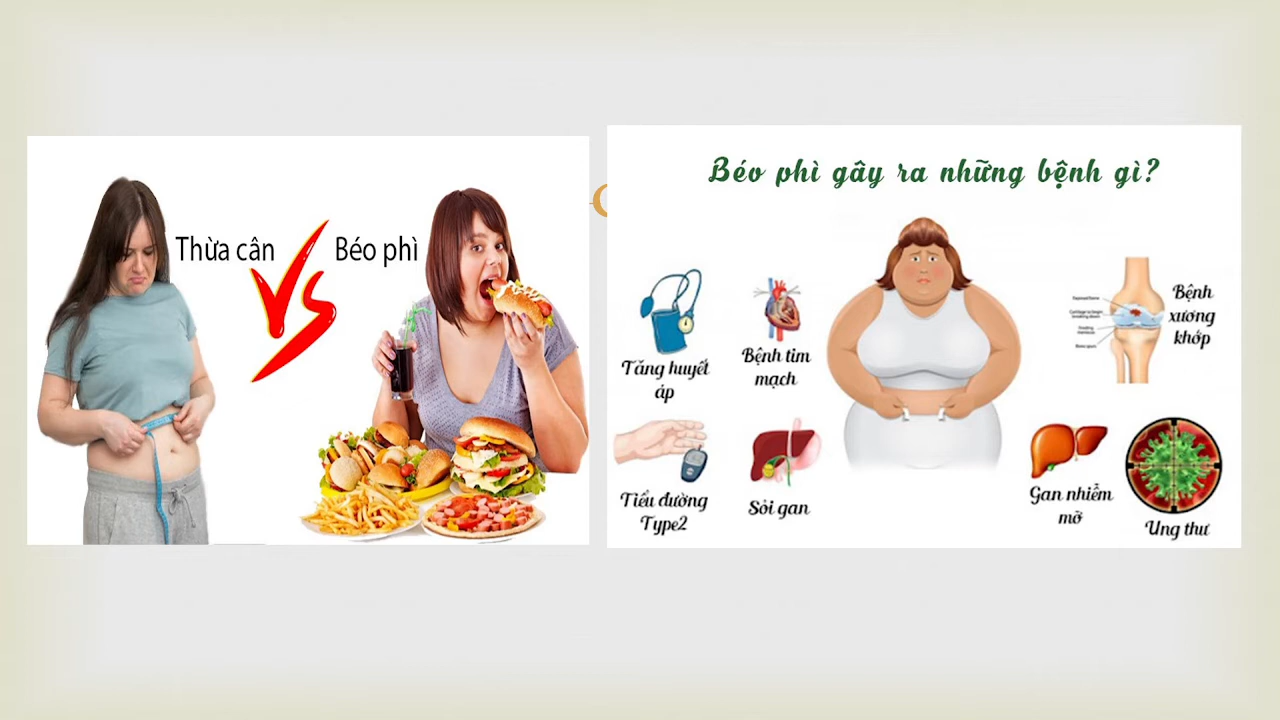 Thừa cân
VS
Béo phì
Béo phì gây ra những bệnh gì?
Tăng huyết
áp
Bệnh tim
mạch
Bệnh
xương
khớp
Tiểu đường
Type2
Sỏi gan
Gan nhiễm
mỡ
Ung thư